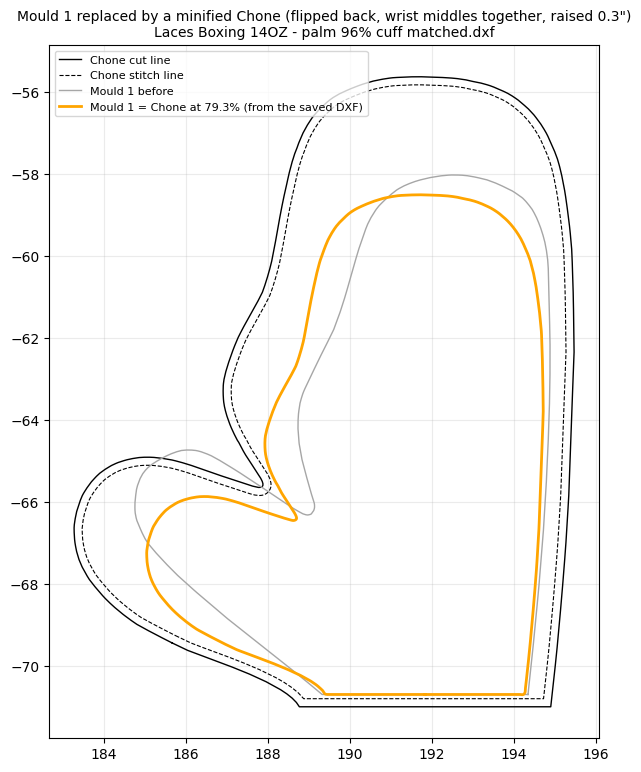 Mould 1 replaced by a minified Chone (flipped back, wrist middles together, raised 0.3")
Laces Boxing 14OZ - palm 96% cuff matched.dxf
Chone cut line
Chone stitch line
Mould 1 before
Mould 1 = Chone at 79.3% (from the saved DXF)
−56
−58
−60
−62
−64
−66
−68
−70
184
186
188
190
192
194
196